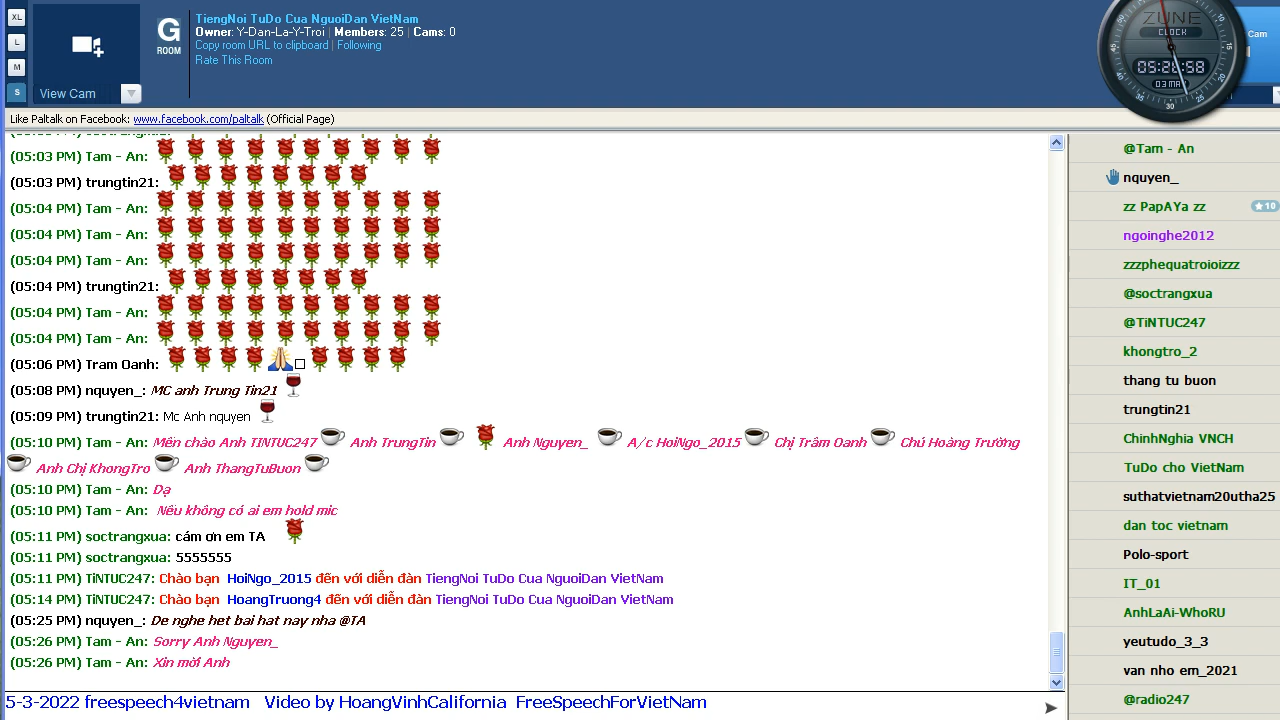 XL
L
M
S
View Cam
G
ROOM
TiengNoi TuDo Cua NguoiDan VietNam
Owner: Y-Dan-La-Y-Troi | Members: 25 | Cams: 0
Copy room URL to clipboard | Following
Rate This Room
ZUNE
CLOCK
05:26:58
03 MAY
Cam
Like Paltalk on Facebook: www.facebook.com/paltalk (Official Page)
(05:03 PM) Tam - An:
(05:03 PM) trungtin21:
(05:04 PM) Tam - An:
(05:04 PM) Tam - An:
(05:04 PM) Tam - An:
(05:04 PM) trungtin21:
(05:04 PM) Tam - An:
(05:04 PM) Tam - An:
(05:06 PM) Tram Oanh:
(05:08 PM) nquyen_: MC anh Trung Tin21
(05:09 PM) trungtin21: Mc Anh nguyen
(05:10 PM) Tam - An: Mến chào Anh TINTUC247 Anh TrungTin Anh Nguyen_ A/c HoiNgo_2015 Chị Trâm Oanh Chú Hoàng Trường
Anh Chị KhongTro Anh ThangTuBuon
(05:10 PM) Tam - An: Dạ
(05:10 PM) Tam - An: Nếu không có ai em hold mic
(05:11 PM) soctrangxua: cám ơn em TA
(05:11 PM) soctrangxua: 5555555
(05:11 PM) TiNTUC247: Chào bạn HoiNgo_2015 đến với diễn đàn TiengNoi TuDo Cua NguoiDan VietNam
(05:14 PM) TiNTUC247: Chào bạn HoangTruong4 đến với diễn đàn TiengNoi TuDo Cua NguoiDan VietNam
(05:25 PM) nquyen_: De nghe het bai hat nay nha @TA
(05:26 PM) Tam - An: Sorry Anh Nguyen_
(05:26 PM) Tam - An: Xin mời Anh
5-3-2022 freespeech4vietnam Video by HoangVinhCalifornia FreeSpeechForVietNam
@Tam - An
nquyen_
zz PapAYa zz
10
ngoinghe2012
zzzphequatroioizzz
@soctrangxua
@TiNTUC247
khongtro_2
thang tu buon
trungtin21
ChinhNghia VNCH
TuDo cho VietNam
suthatvietnam20utha25
dan toc vietnam
Polo-sport
IT_01
AnhLaAi-WhoRU
yeutudo_3_3
van nho em_2021
@radio247